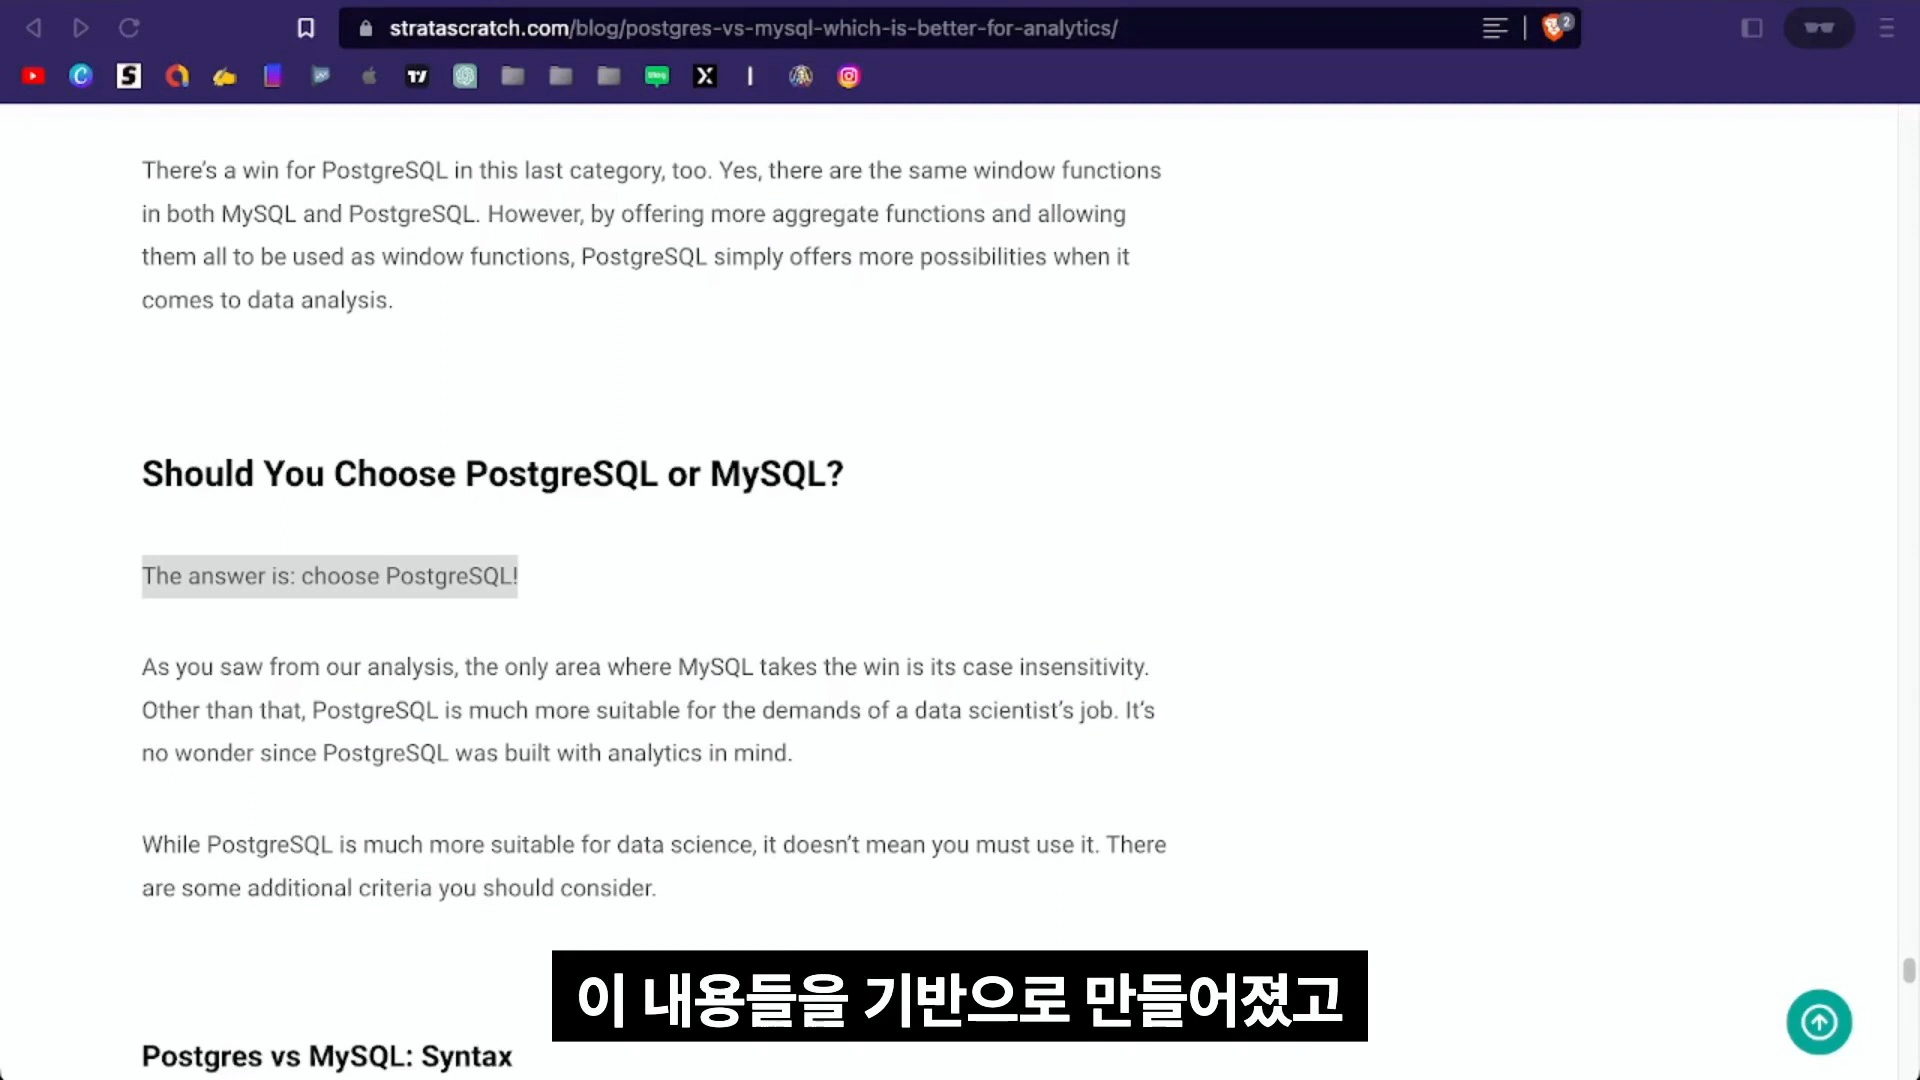 stratascratch.com/blog/postgres-vs-mysql-which-is-better-for-analytics/
2
There’s a win for PostgreSQL in this last category, too. Yes, there are the same window functions
in both MySQL and PostgreSQL. However, by offering more aggregate functions and allowing
them all to be used as window functions, PostgreSQL simply offers more possibilities when it
comes to data analysis.
Should You Choose PostgreSQL or MySQL?
The answer is: choose PostgreSQL!
As you saw from our analysis, the only area where MySQL takes the win is its case insensitivity.
Other than that, PostgreSQL is much more suitable for the demands of a data scientist’s job. It’s
no wonder since PostgreSQL was built with analytics in mind.
While PostgreSQL is much more suitable for data science, it doesn’t mean you must use it. There
are some additional criteria you should consider.
이 내용들을 기반으로 만들어졌고
Postgres vs MySQL: Syntax